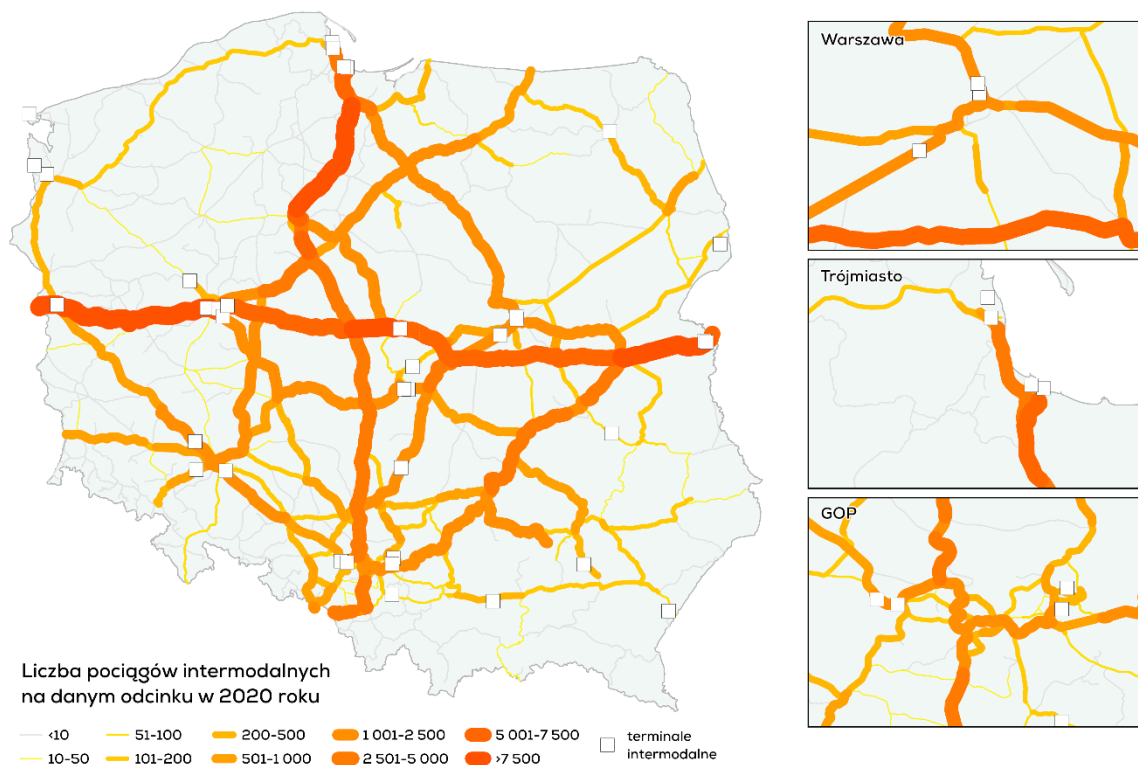 Warszawa
Trójmiasto
GOP
Liczba pociągów intermodalnych
na danym odcinku w 2020 roku
<10
51-100
200-500
1 001-2 500
5 001-7 500
terminale
intermodalne
10-50
101-200
501-1 000
2 501-5 000
>7 500